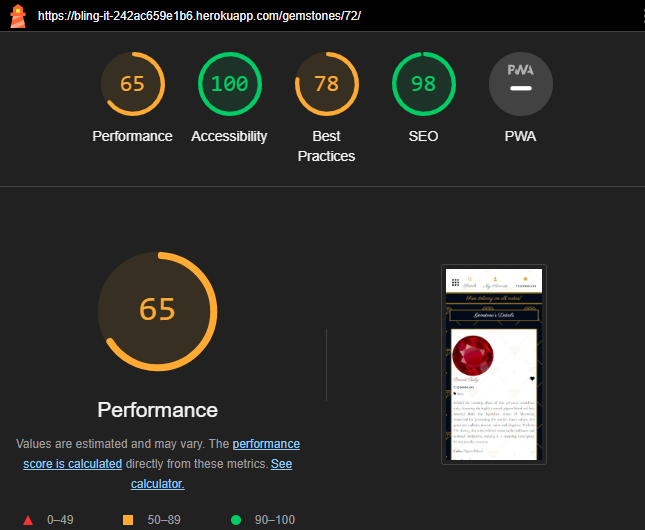 https://bling-it-242ac659e1b6.herokuapp.com/gemstones/72/
65
100
78
98
PWA
Performance
Accessibility
Best
Practices
SEO
PWA
65
Performance
Values are estimated and may vary. The performance
score is calculated directly from these metrics. See
calculator.
0–49
50–89
90–100
Free delivery on all orders!
Gemstone's Details